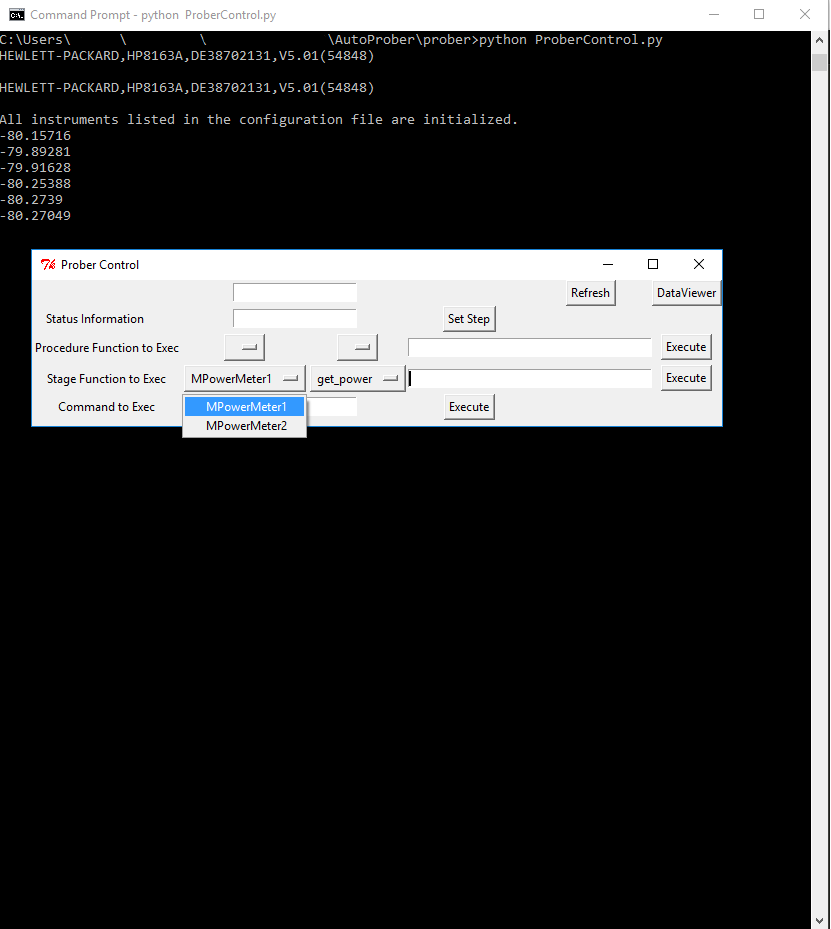 Command Prompt - python  ProberControl.py
C:\Users\      \         \               \AutoProber\prober>python ProberControl.py
HEWLETT-PACKARD,HP8163A,DE38702131,V5.01(54848)
HEWLETT-PACKARD,HP8163A,DE38702131,V5.01(54848)
All instruments listed in the configuration file are initialized.
-80.15716
-79.89281
-79.91628
-80.25388
-80.2739
-80.27049
Prober Control
Refresh DataViewer
Status Information Set Step
Procedure Function to Exec Execute
Stage Function to Exec MPowerMeter1 get_power Execute
Command to Exec MPowerMeter1 Execute
MPowerMeter2